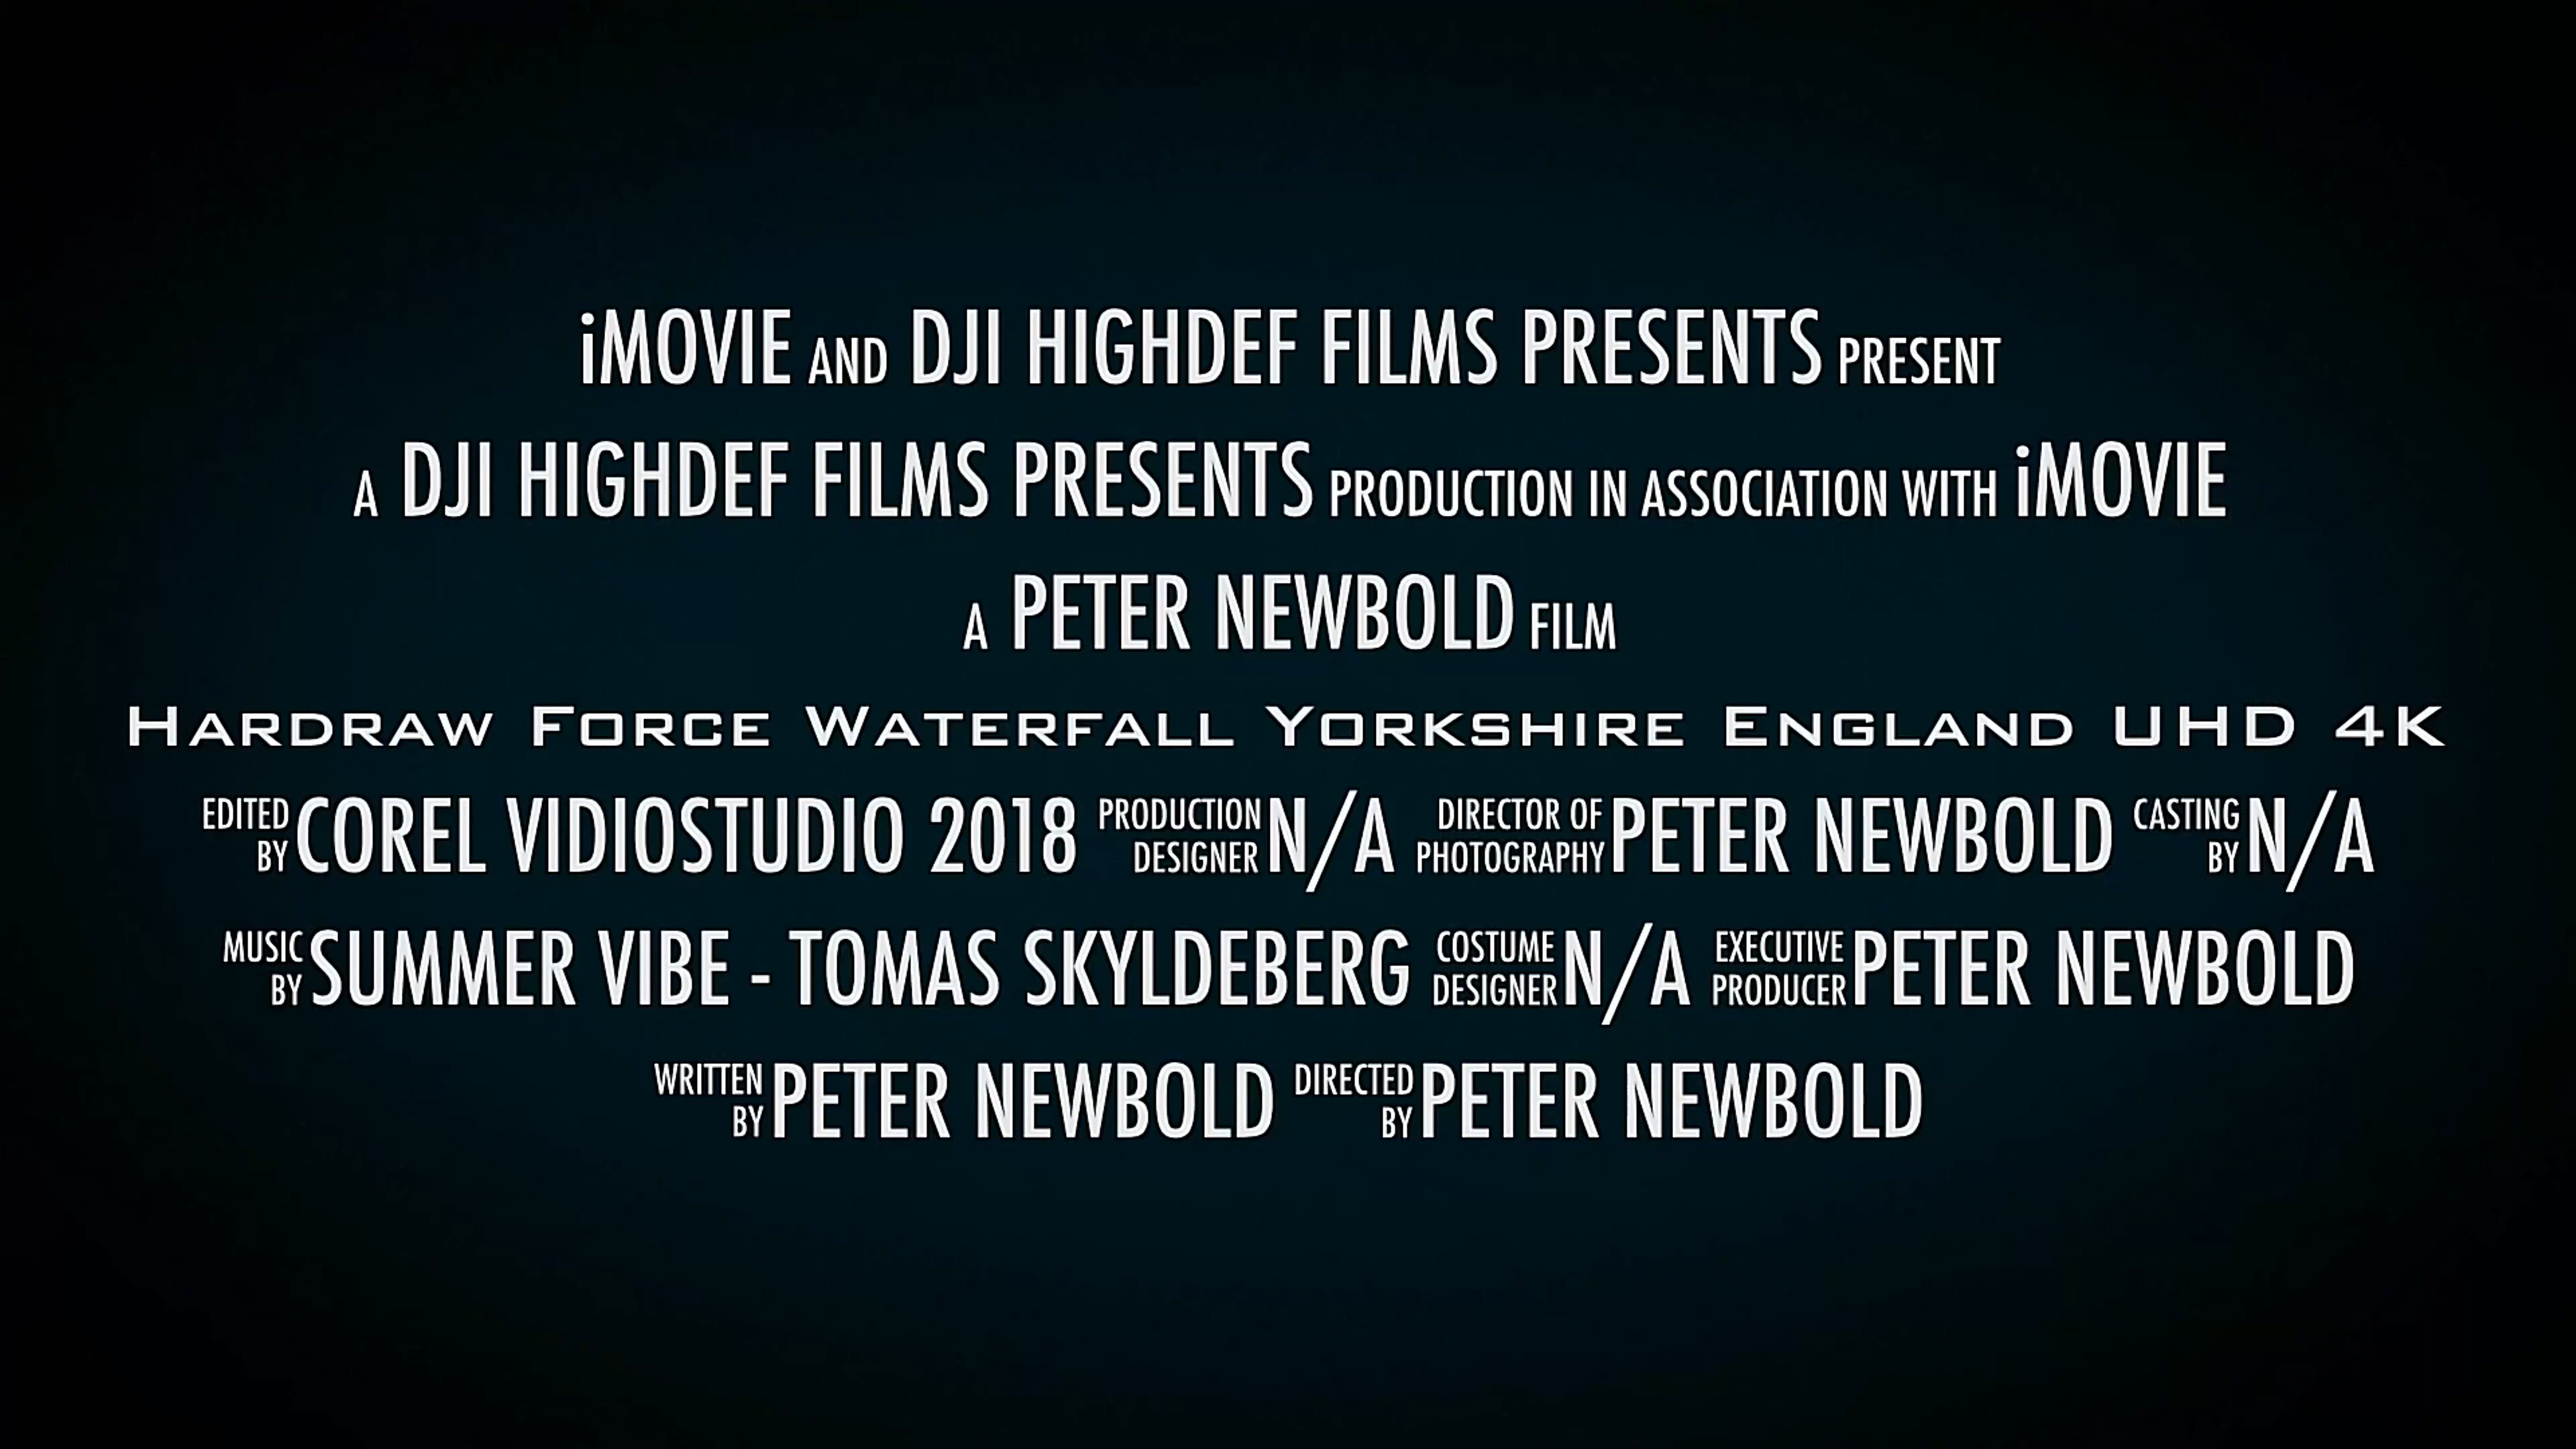 iMOVIE AND DJI HIGHDEF FILMS PRESENTS PRESENT
A DJI HIGHDEF FILMS PRESENTS PRODUCTION IN ASSOCIATION WITH iMOVIE
A PETER NEWBOLD FILM
HARDRAW FORCE WATERFALL YORKSHIRE ENGLAND UHD 4K
EDITED BY COREL VIDIOSTUDIO 2018 PRODUCTION DESIGNER N/A DIRECTOR OF PHOTOGRAPHY PETER NEWBOLD CASTING BY N/A
MUSIC BY SUMMER VIBE - TOMAS SKYLDEBERG COSTUME DESIGNER N/A EXECUTIVE PRODUCER PETER NEWBOLD
WRITTEN BY PETER NEWBOLD DIRECTED BY PETER NEWBOLD